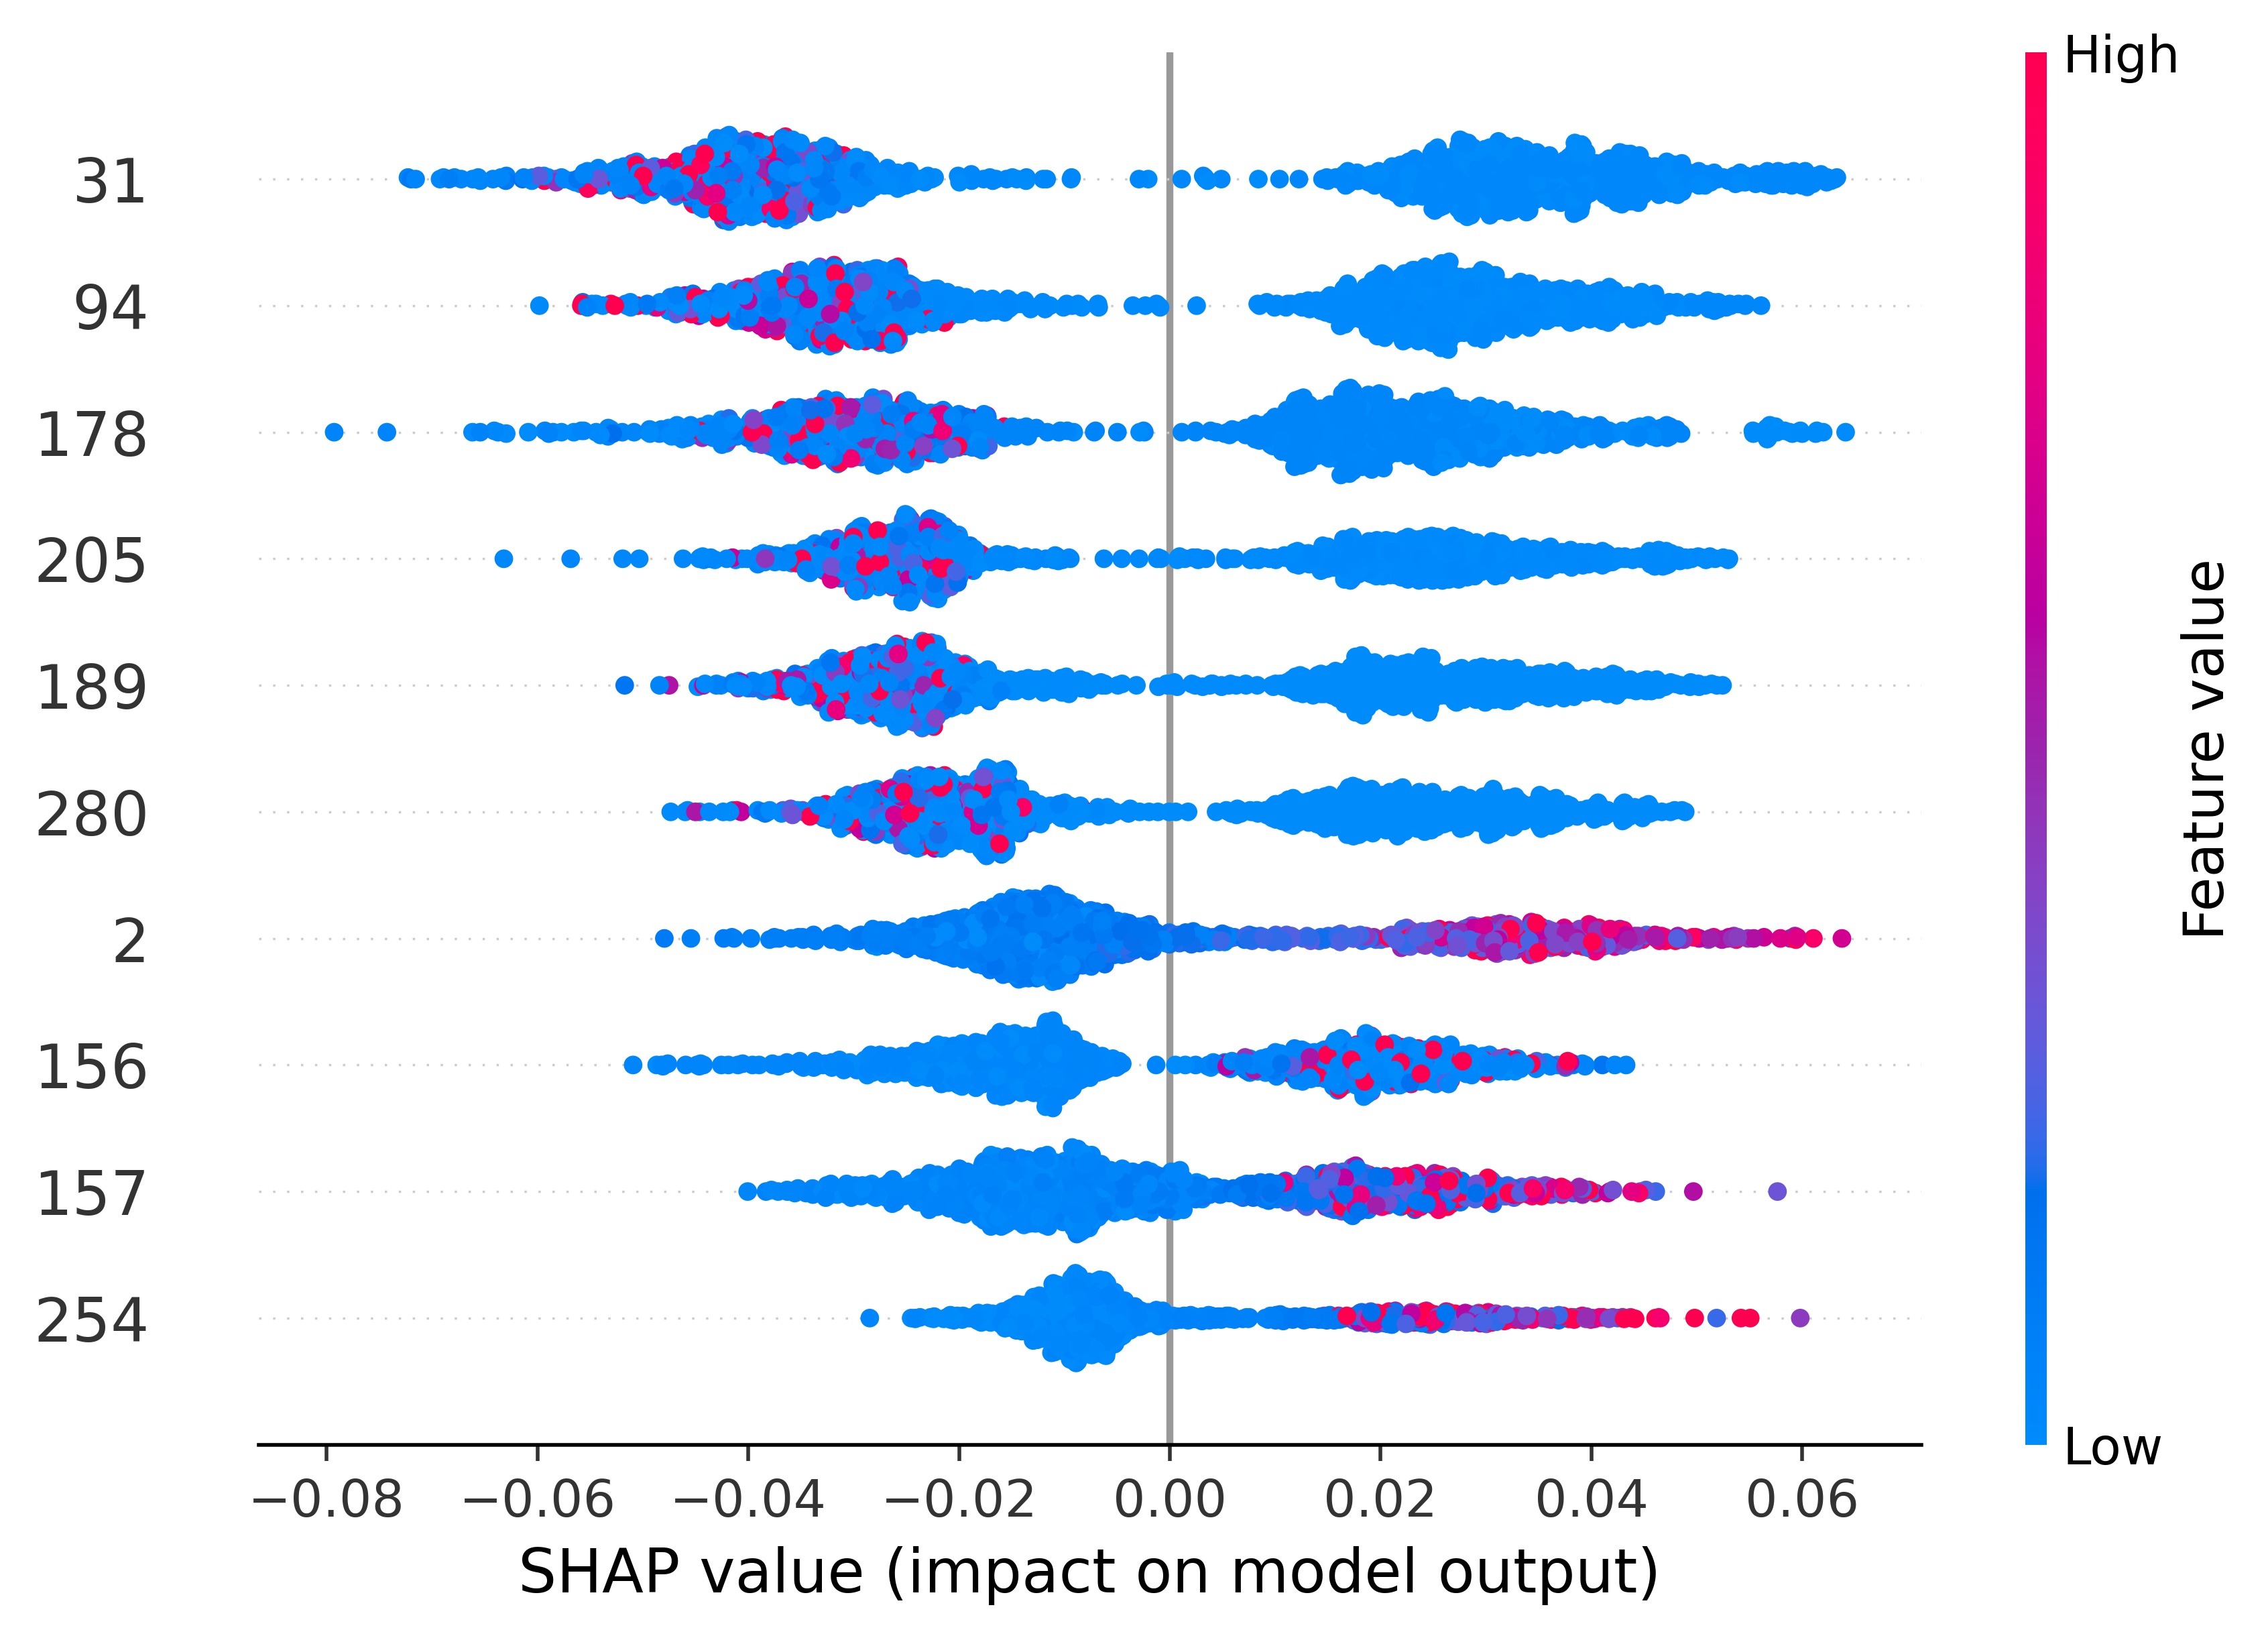 High
31
94
178
205
189
280
2
156
157
254
Feature value
Low
−0.08 −0.06 −0.04 −0.02 0.00 0.02 0.04 0.06
SHAP value (impact on model output)